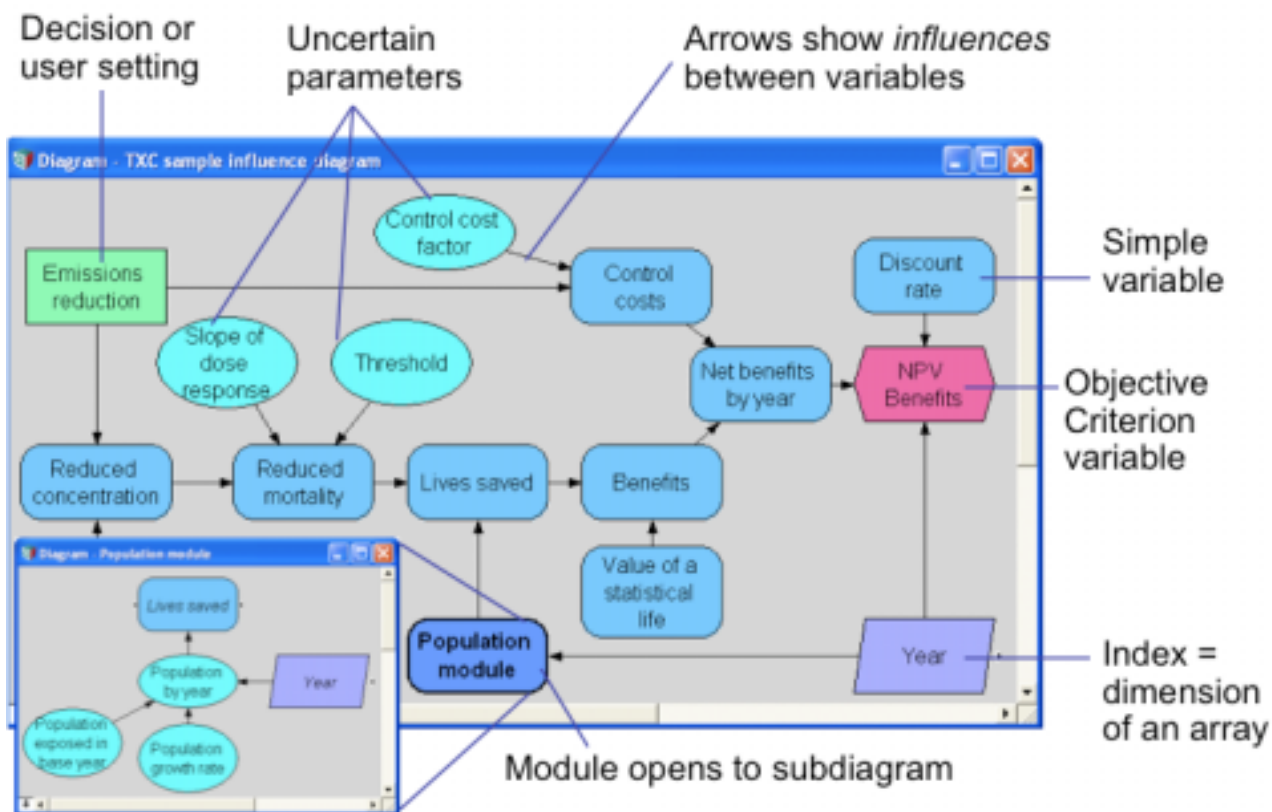 Decision or
user setting
Uncertain
parameters
Arrows show influences
between variables
Diagram - TXC sample influence diagram
Control cost
factor
Emissions
reduction
Control
costs
Discount
rate
Simple
variable
Slope of
dose
response
Threshold
Net benefits
by year
NPV
Benefits
Objective
Criterion
variable
Reduced
concentration
Reduced
mortality
Lives saved
Benefits
Value of a
statistical
life
Diagram - Population module
Lives saved
Population
by year
Year
Population
exposed in
base year
Population
growth rate
Population
module
Year
Index =
dimension
of an array
Module opens to subdiagram